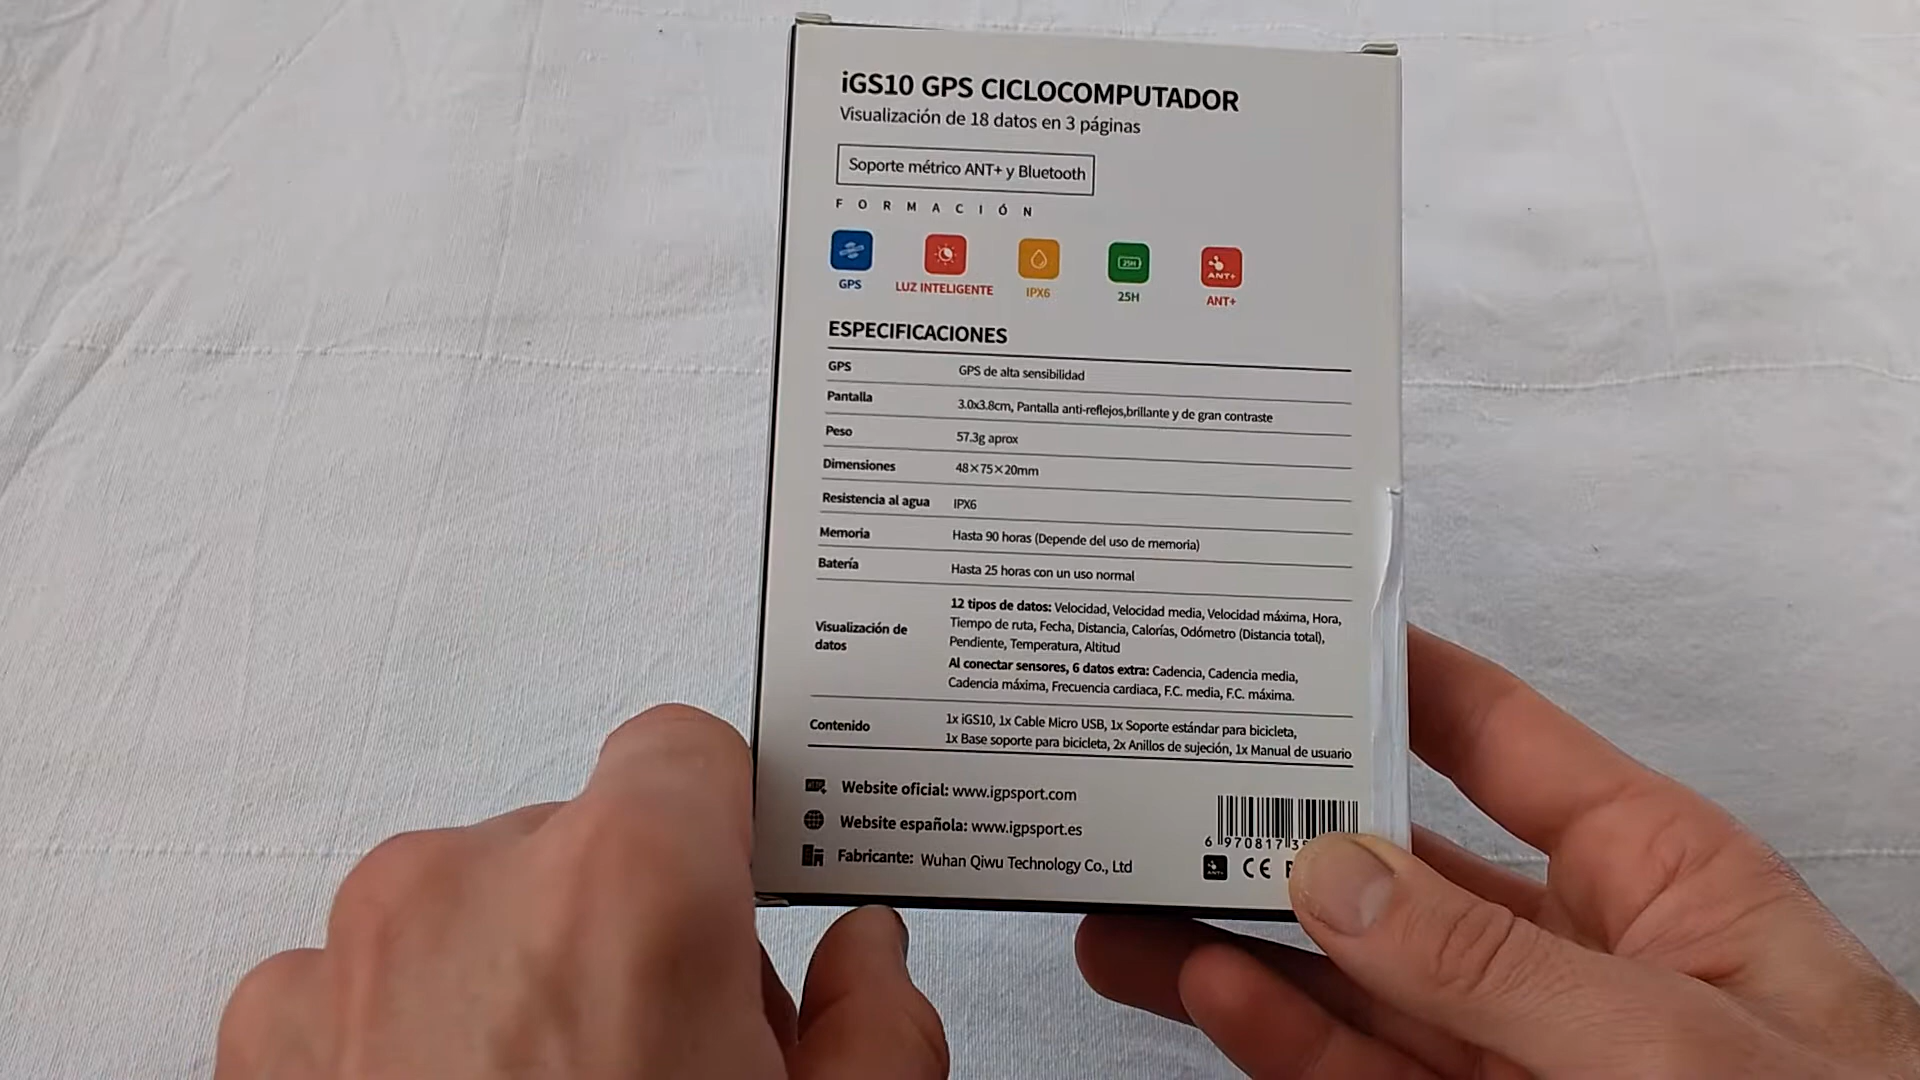 iGS10 GPS CICLOCOMPUTADOR
Visualización de 18 datos en 3 páginas
Soporte métrico ANT+ y Bluetooth
FORMACIÓN
25H
ANT+
GPS
LUZ INTELIGENTE
IPX6
25H
ANT+
ESPECIFICACIONES
GPS GPS de alta sensibilidad
Pantalla 3.0x3.8cm, Pantalla anti-reflejos,brillante y de gran contraste
Peso 57.3g aprox
Dimensiones 48×75×20mm
Resistencia al agua IPX6
Memoria Hasta 90 horas (Depende del uso de memoria)
Batería Hasta 25 horas con un uso normal
Visualización de datos
12 tipos de datos: Velocidad, Velocidad media, Velocidad máxima, Hora,
Tiempo de ruta, Fecha, Distancia, Calorías, Odómetro (Distancia total),
Pendiente, Temperatura, Altitud
Al conectar sensores, 6 datos extra: Cadencia, Cadencia media,
Cadencia máxima, Frecuencia cardiaca, F.C. media, F.C. máxima.
Contenido
1x iGS10, 1x Cable Micro USB, 1x Soporte estándar para bicicleta,
1x Base soporte para bicicleta, 2x Anillos de sujeción, 1x Manual de usuario
Website oficial: www.igpsport.com
Website española: www.igpsport.es
Fabricante: Wuhan Qiwu Technology Co., Ltd
6 970817
CE